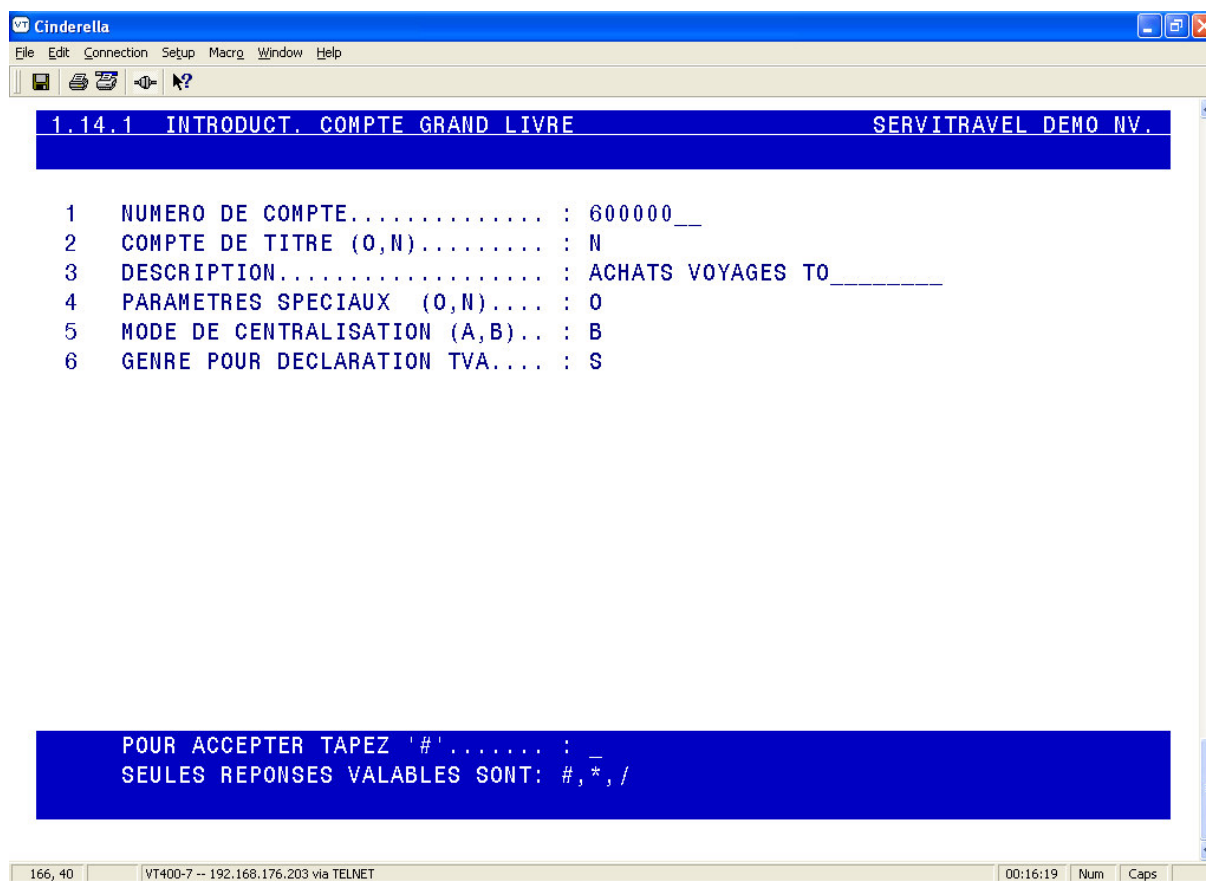 VT Cinderella
File Edit Connection Setup Macro Window Help
1.14.1 INTRODUCT. COMPTE GRAND LIVRE SERVITRAVEL DEMO NV.
1 NUMERO DE COMPTE.............. : 600000__
2 COMPTE DE TITRE (O,N)......... : N
3 DESCRIPTION................... : ACHATS VOYAGES TO________
4 PARAMETRES SPECIAUX (O,N).... : O
5 MODE DE CENTRALISATION (A,B).. : B
6 GENRE POUR DECLARATION TVA.... : S
POUR ACCEPTER TAPEZ '#'....... : _
SEULES REPONSES VALABLES SONT: #,*,/
166, 40 VT400-7 -- 192.168.176.203 via TELNET 00:16:19 Num Caps